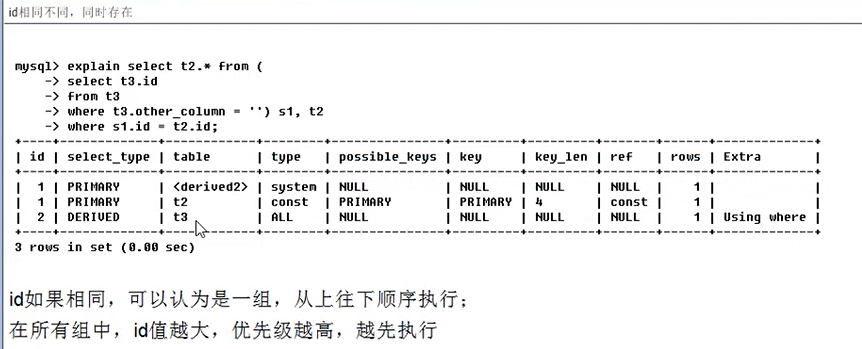 id相同不同，同时存在
mysql> explain select t2.* from (
    -> select t3.id
    -> from t3
    -> where t3.other_column = '') s1, t2
    -> where s1.id = t2.id;
+----+-------------+------------+--------+---------------+---------+---------+-------+------+-------------+
| id | select_type | table      | type   | possible_keys | key     | key_len | ref   | rows | Extra       |
+----+-------------+------------+--------+---------------+---------+---------+-------+------+-------------+
|  1 | PRIMARY     | <derived2> | system | NULL          | NULL    | NULL    | NULL  |    1 |             |
|  1 | PRIMARY     | t2         | const  | PRIMARY       | PRIMARY | 4       | const |    1 |             |
|  2 | DERIVED     | t3         | ALL    | NULL          | NULL    | NULL    | NULL  |    1 | Using where |
+----+-------------+------------+--------+---------------+---------+---------+-------+------+-------------+
3 rows in set (0.00 sec)
id如果相同，可以认为是一组，从上往下顺序执行；
在所有组中，id值越大，优先级越高，越先执行